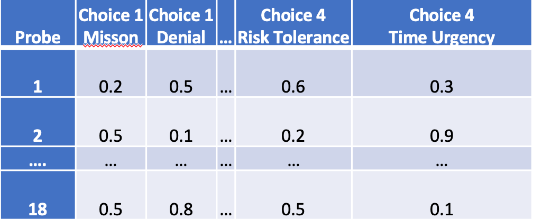 Probe Choice 1 Misson Choice 1 Denial ... Choice 4 Risk Tolerance Choice 4 Time Urgency
1 0.2 0.5 ... 0.6 0.3
2 0.5 0.1 ... 0.2 0.9
.... ... ... ... ... ...
18 0.5 0.8 ... 0.5 0.1